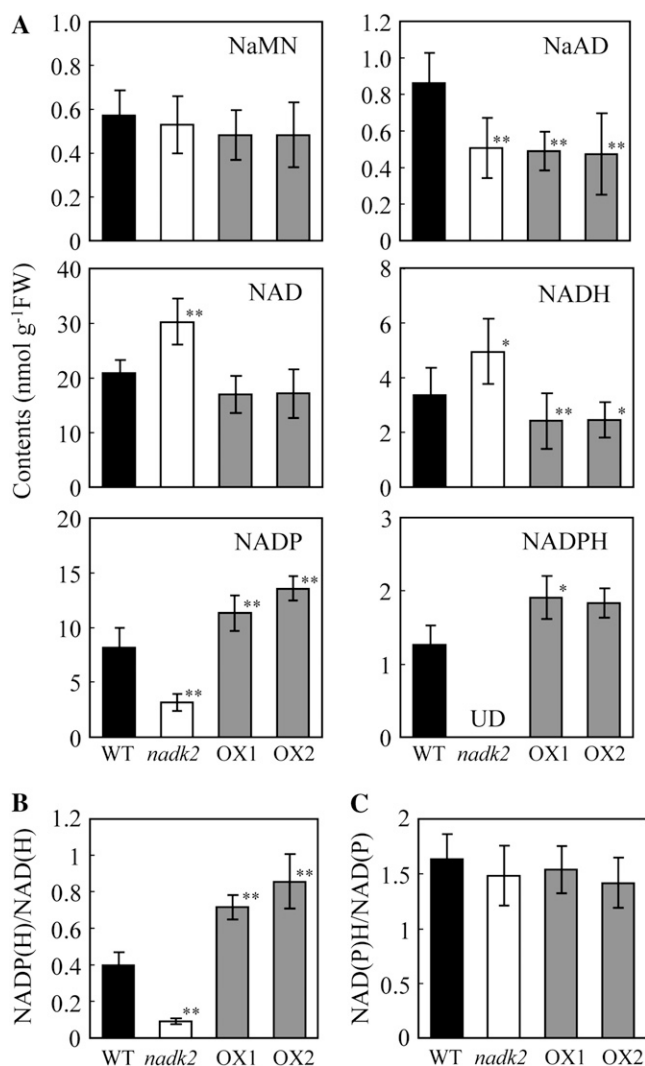 A
Contents (nmol g-1FW)
NaMN
1.0
0.8
0.6
0.4
0.2
0
NaAD
1.2
1.0
0.8
0.6
0.4
0.2
0
** ** **
NAD
40
30
20
10
0
**
NADH
8
6
4
2
0
* ** *
NADP
20
15
10
5
0
** ** **
WT nadk2 OX1 OX2
NADPH
3
2
1
0
UD *
WT nadk2 OX1 OX2
B
NADP(H)/NAD(H)
1.2
1
0.8
0.6
0.4
0.2
0
** ** **
WT nadk2 OX1 OX2
C
NAD(P)H/NAD(P)
2
1.5
1
0.5
0
WT nadk2 OX1 OX2